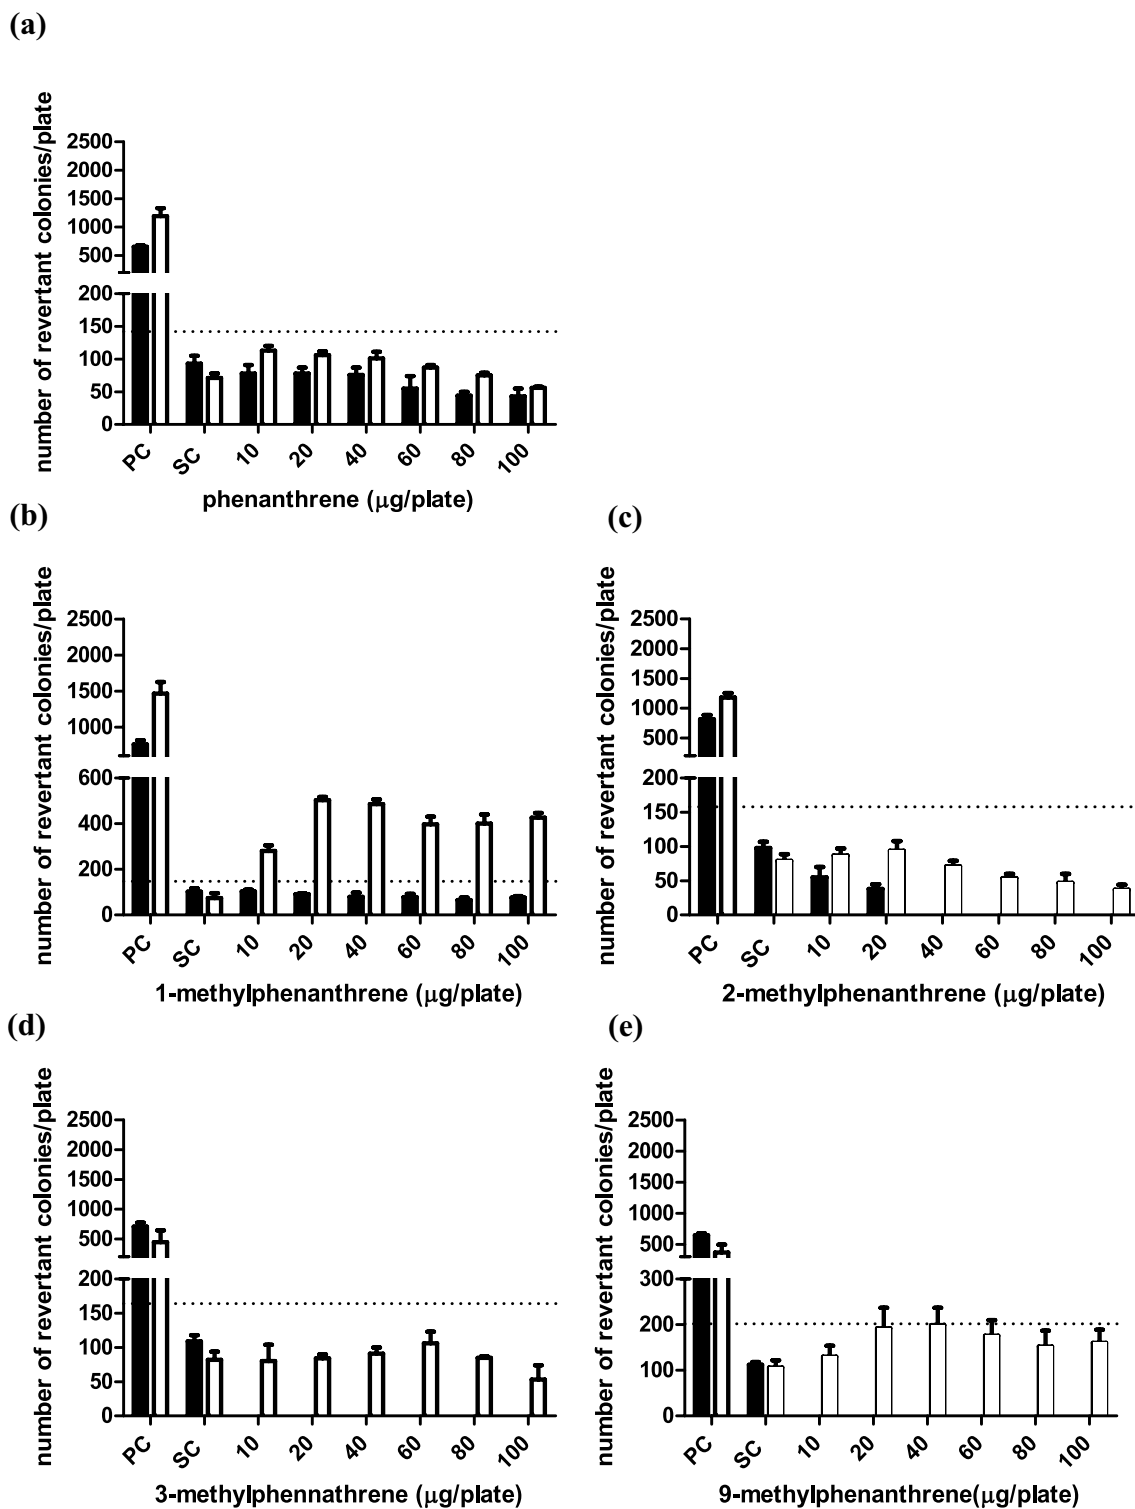 (a)
number of revertant colonies/plate
2500
2000
1500
1000
500
200
150
100
50
0
PC SC 10 20 40 60 80 100
phenanthrene (μg/plate)
(b)
number of revertant colonies/plate
2500
2000
1500
1000
600
400
200
0
PC SC 10 20 40 60 80 100
1-methylphenanthrene (μg/plate)
(c)
number of revertant colonies/plate
2500
2000
1500
1000
500
200
150
100
50
0
PC SC 10 20 40 60 80 100
2-methylphenanthrene (μg/plate)
(d)
number of revertant colonies/plate
2500
2000
1500
1000
500
200
150
100
50
0
PC SC 10 20 40 60 80 100
3-methylphennathrene (μg/plate)
(e)
number of revertant colonies/plate
2500
2000
1500
1000
500
300
200
100
0
PC SC 10 20 40 60 80 100
9-methylphenanthrene(μg/plate)